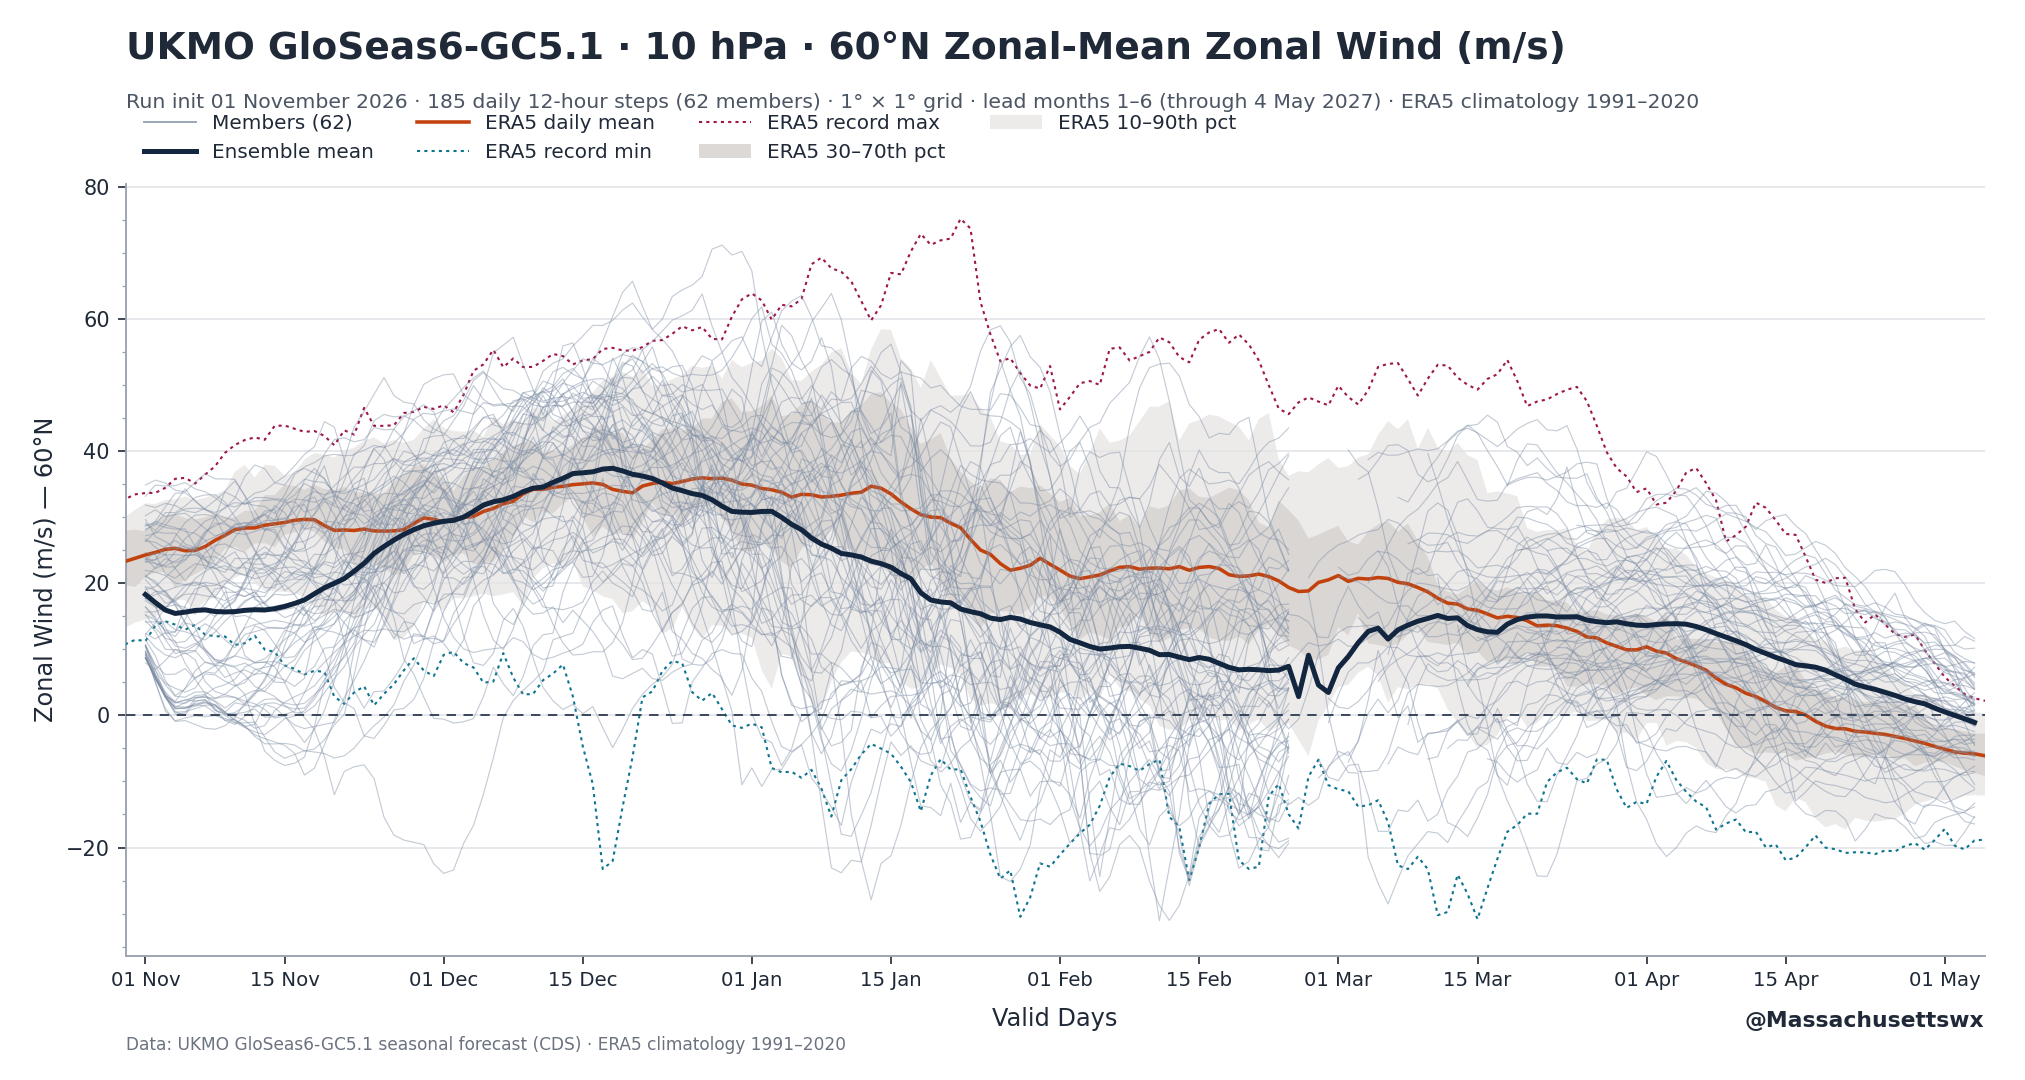 UKMO GloSeas6-GC5.1 · 10 hPa · 60°N Zonal-Mean Zonal Wind (m/s)
Run init 01 November 2026 · 185 daily 12-hour steps (62 members) · 1° × 1° grid · lead months 1–6 (through 4 May 2027) · ERA5 climatology 1991–2020
Members (62) ERA5 daily mean ERA5 record max ERA5 10–90th pct
Ensemble mean ERA5 record min ERA5 30–70th pct
80
60
40
20
0
−20
Zonal Wind (m/s) — 60°N
01 Nov 15 Nov 01 Dec 15 Dec 01 Jan 15 Jan 01 Feb 15 Feb 01 Mar 15 Mar 01 Apr 15 Apr 01 May
Valid Days
@Massachusettswx
Data: UKMO GloSeas6-GC5.1 seasonal forecast (CDS) · ERA5 climatology 1991–2020